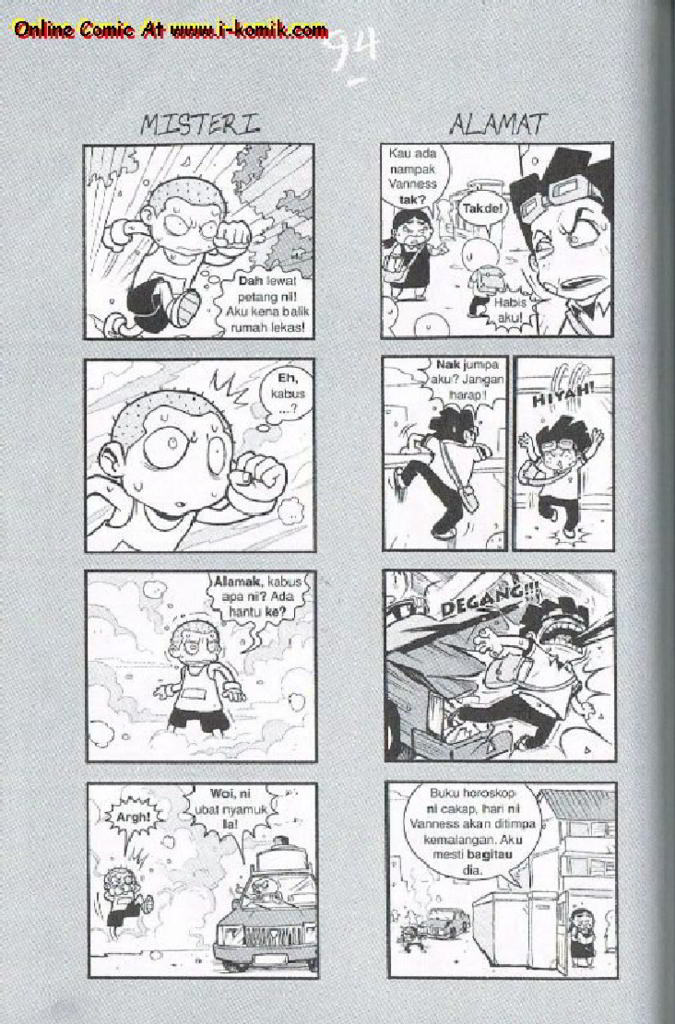 Online Comic At www.i-komik.com
94
MISTERI
Dah lewat
petang ni!
Aku kena balik
rumah lekas!
Eh,
kabus
...?
Alamak, kabus
apa ni? Ada
hantu ke?
Argh!
Woi, ni
ubat nyamuk
la!
ALAMAT
Kau ada
nampak
Vanness
tak?
Takde!
Habis
aku!
Nak jumpa
aku? Jangan
harap!
HIYAH!
DEGANG!!!
Buku horoskop
ni cakap, hari ni
Vanness akan ditimpa
kemalangan. Aku
mesti bagitau
dia.